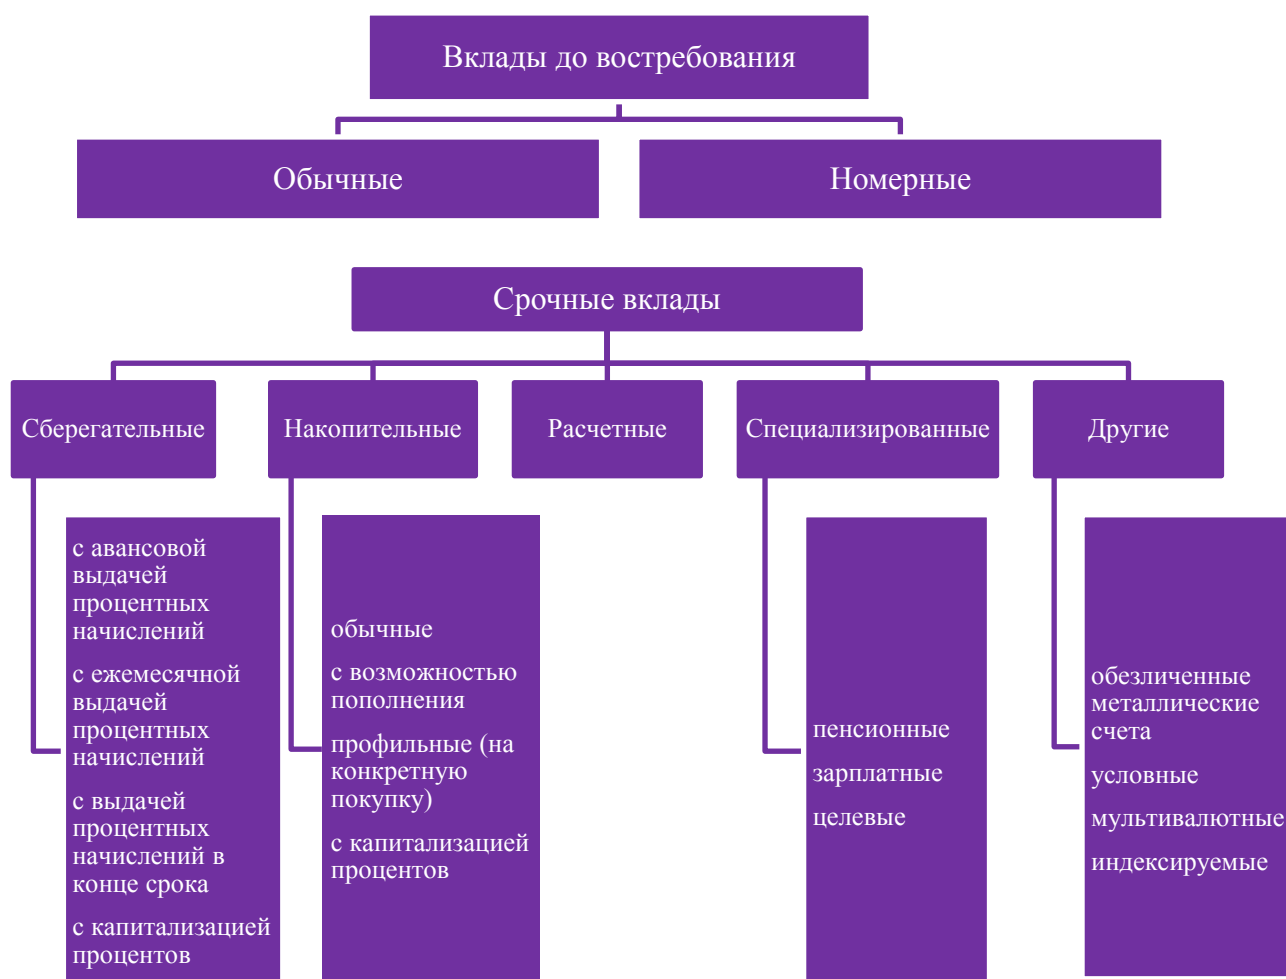 Вклады до востребования
Обычные
Номерные
Срочные вклады
Сберегательные
Накопительные
Расчетные
Специализированные
Другие
с авансовой
выдачей
процентных
начислений
с ежемесячной
выдачей
процентных
начислений
с выдачей
процентных
начислений в
конце срока
с капитализацией
процентов
обычные
с возможностью
пополнения
профильные (на
конкретную
покупку)
с капитализацией
процентов
пенсионные
зарплатные
целевые
обезличенные
металлические
счета
условные
мультивалютные
индексируемые